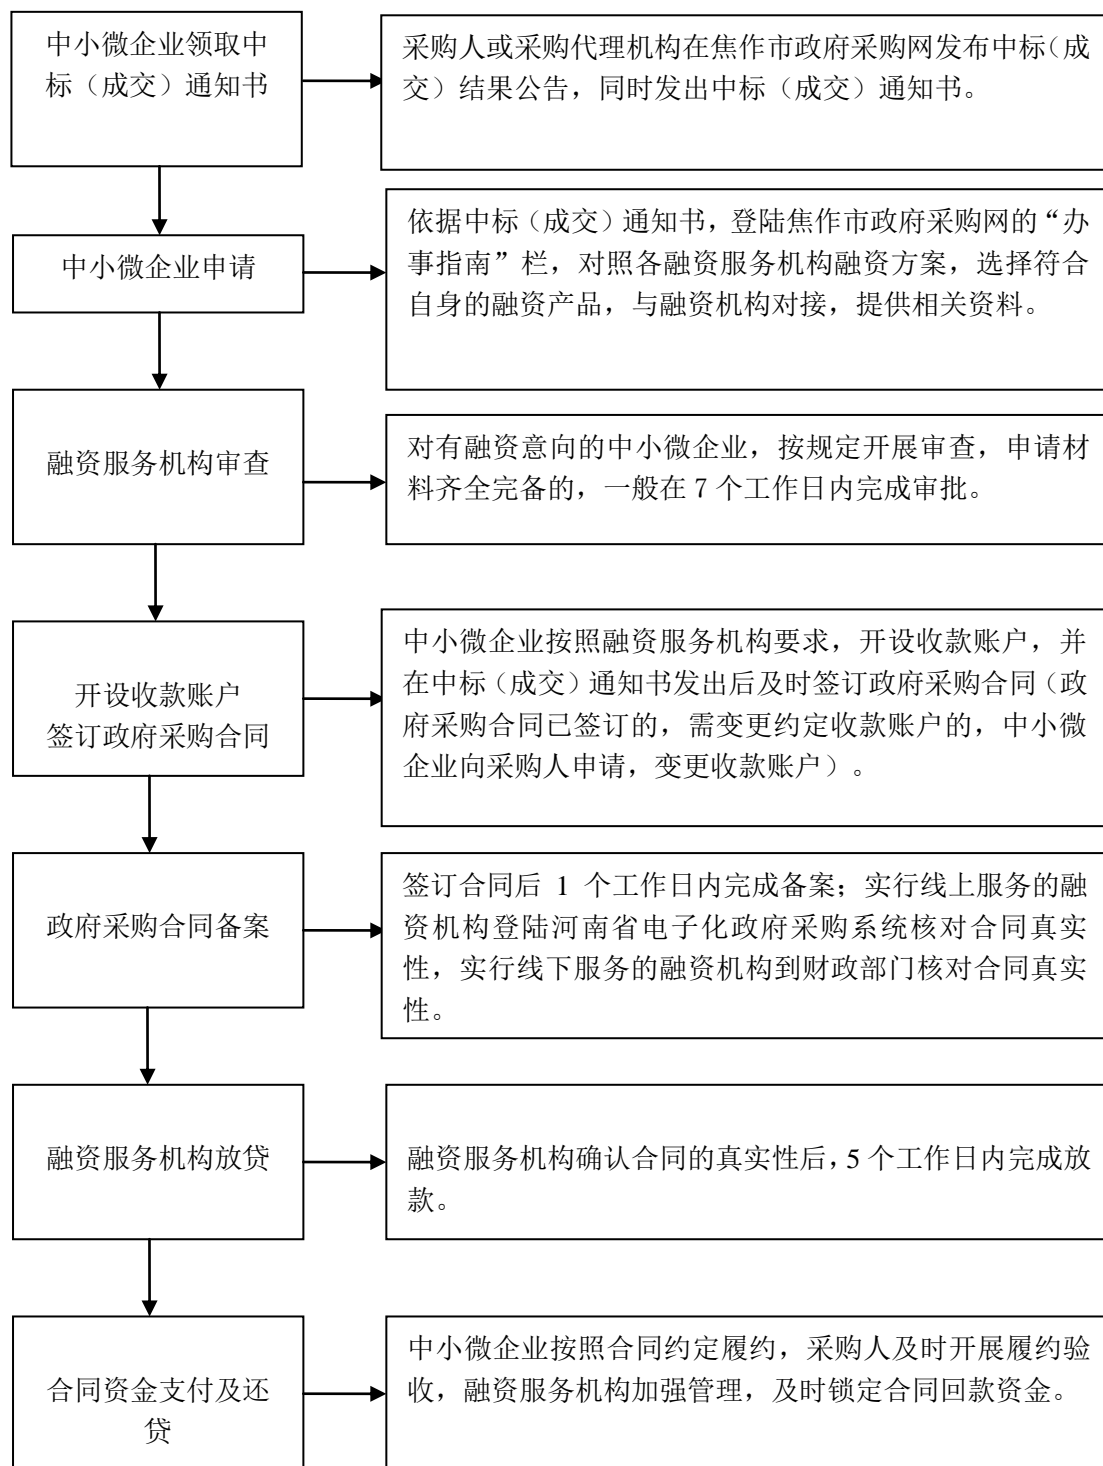 中小微企业领取中
标（成交）通知书
采购人或采购代理机构在焦作市政府采购网发布中标（成
交）结果公告，同时发出中标（成交）通知书。
中小微企业申请
依据中标（成交）通知书，登陆焦作市政府采购网的“办
事指南”栏，对照各融资服务机构融资方案，选择符合
自身的融资产品，与融资机构对接，提供相关资料。
融资服务机构审查
对有融资意向的中小微企业，按规定开展审查，申请材
料齐全完备的，一般在 7 个工作日内完成审批。
开设收款账户
签订政府采购合同
中小微企业按照融资服务机构要求，开设收款账户，并
在中标（成交）通知书发出后及时签订政府采购合同（政
府采购合同已签订的，需变更约定收款账户的，中小微
企业向采购人申请，变更收款账户）。
政府采购合同备案
签订合同后 1 个工作日内完成备案；实行线上服务的融
资机构登陆河南省电子化政府采购系统核对合同真实
性，实行线下服务的融资机构到财政部门核对合同真实
性。
融资服务机构放贷
融资服务机构确认合同的真实性后，5 个工作日内完成放
款。
合同资金支付及还
贷
中小微企业按照合同约定履约，采购人及时开展履约验
收，融资服务机构加强管理，及时锁定合同回款资金。